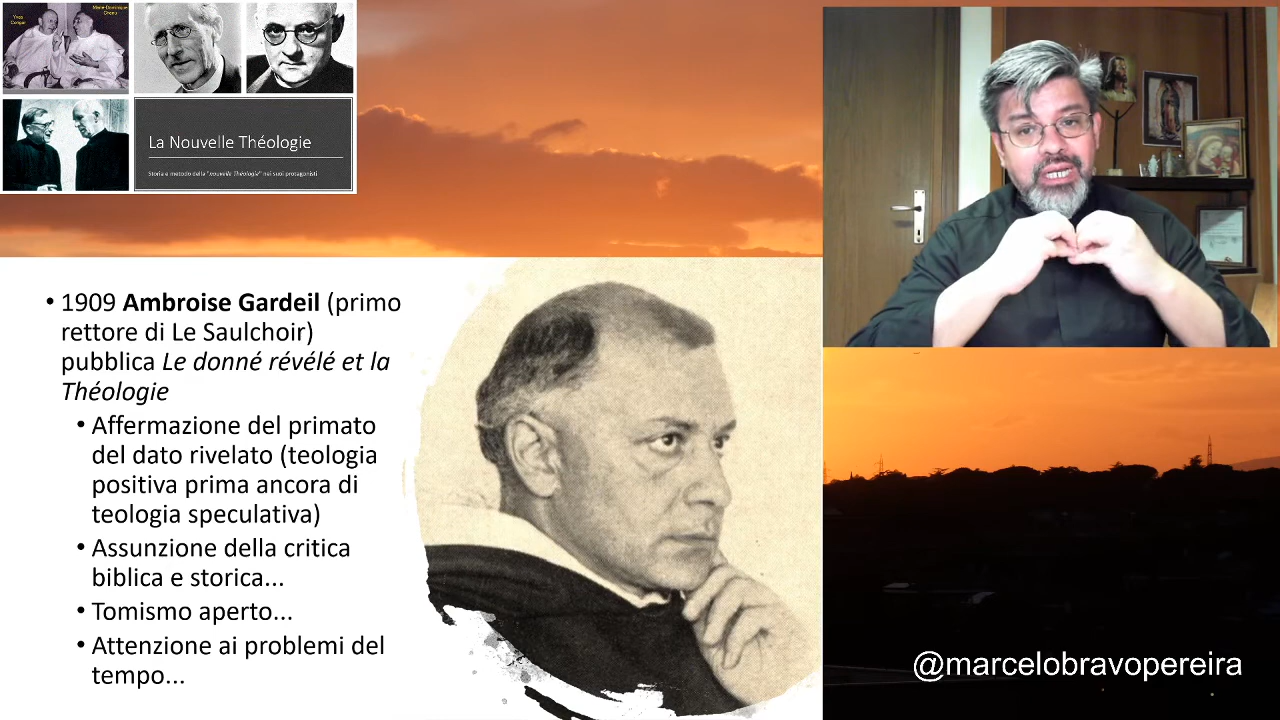 Yves
Congar
Marie-Dominique
Chenu
La Nouvelle Théologie
Storia e metodo della "nouvelle Théologie" nei suoi protagonisti
• 1909 Ambroise Gardeil (primo
rettore di Le Saulchoir)
pubblica Le donné révélé et la
Théologie
• Affermazione del primato
del dato rivelato (teologia
positiva prima ancora di
teologia speculativa)
• Assunzione della critica
biblica e storica...
• Tomismo aperto...
• Attenzione ai problemi del
tempo...
@marcelobravopereira